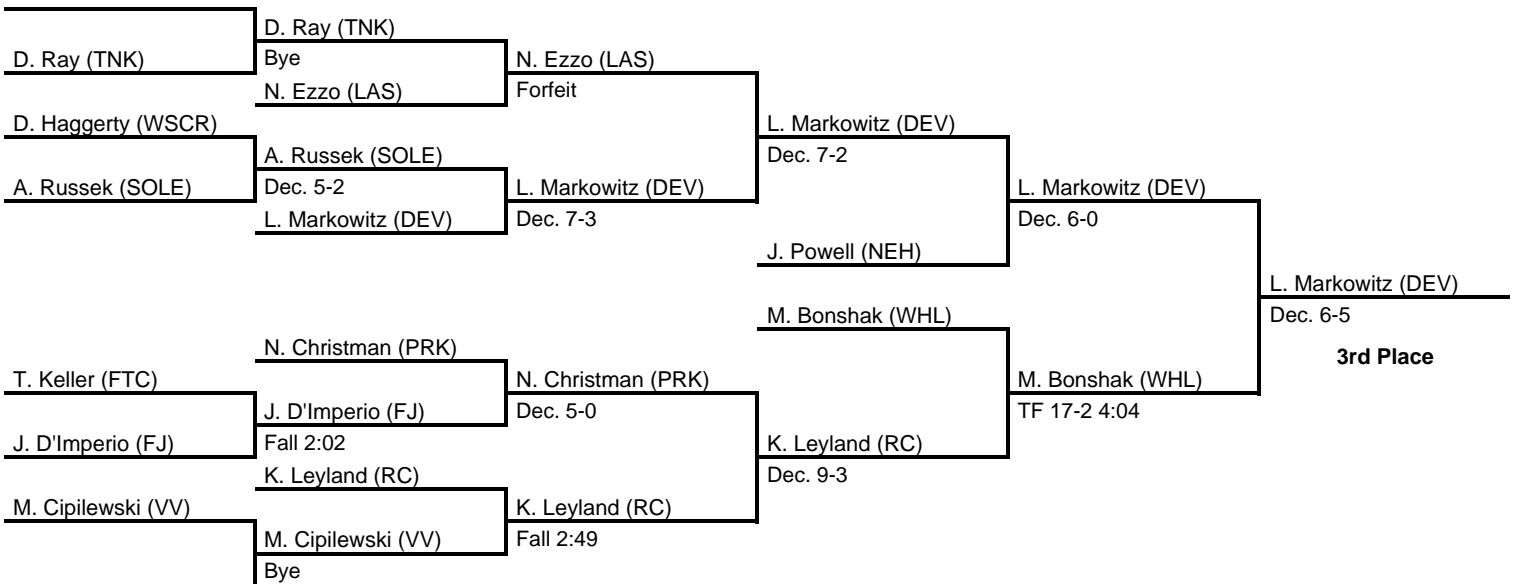 D. Ray (TNK)
D. Ray (TNK)
Bye
N. Ezzo (LAS)
N. Ezzo (LAS)
Forfeit
D. Haggerty (WSCR)
L. Markowitz (DEV)
A. Russek (SOLE)
Dec. 7-2
A. Russek (SOLE)
Dec. 5-2
L. Markowitz (DEV)
L. Markowitz (DEV)
L. Markowitz (DEV)
Dec. 7-3
Dec. 6-0
J. Powell (NEH)
L. Markowitz (DEV)
M. Bonshak (WHL)
Dec. 6-5
N. Christman (PRK)
3rd Place
T. Keller (FTC)
N. Christman (PRK)
M. Bonshak (WHL)
J. D'Imperio (FJ)
Dec. 5-0
TF 17-2 4:04
J. D'Imperio (FJ)
Fall 2:02
K. Leyland (RC)
K. Leyland (RC)
Dec. 9-3
M. Cipilewski (VV)
K. Leyland (RC)
M. Cipilewski (VV)
Fall 2:49
Bye